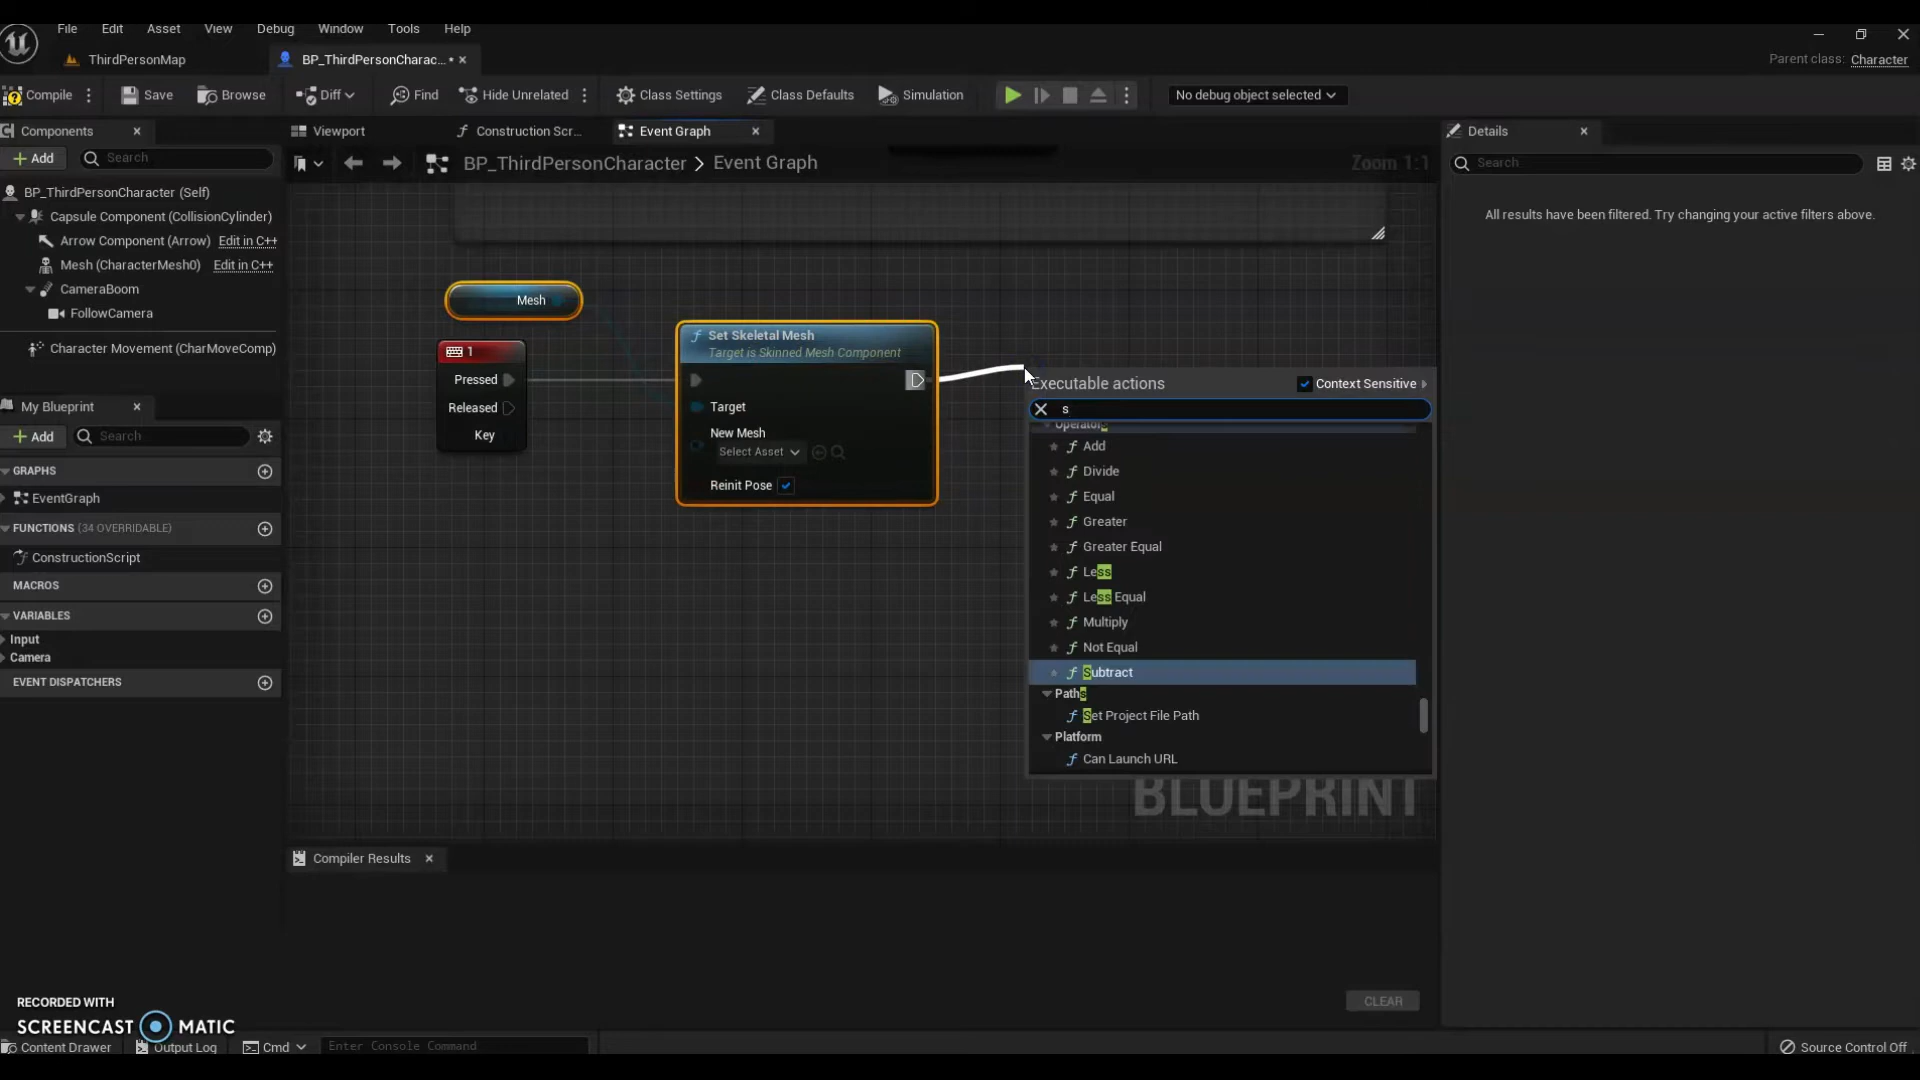 File Edit Asset View Debug Window Tools Help
ThirdPersonMap BP_ThirdPersonCharac... •
Parent class: Character
Compile Save Browse Diff Find Hide Unrelated Class Settings Class Defaults Simulation No debug object selected
Components
Viewport Construction Scr... Event Graph
Details
Add Search
BP_ThirdPersonCharacter > Event Graph
Zoom 1:1
Search
BP_ThirdPersonCharacter (Self)
Capsule Component (CollisionCylinder)
Arrow Component (Arrow) Edit in C++
Mesh (CharacterMesh0) Edit in C++
CameraBoom
FollowCamera
Character Movement (CharMoveComp)
All results have been filtered. Try changing your active filters above.
My Blueprint
Add Search
GRAPHS
EventGraph
FUNCTIONS (34 OVERRIDABLE)
ConstructionScript
MACROS
VARIABLES
Input
Camera
EVENT DISPATCHERS
Mesh
1
Pressed
Released
Key
Set Skeletal Mesh
Target is Skinned Mesh Component
Target
New Mesh
Select Asset
Reinit Pose
Executable actions Context Sensitive
s
Operators
Add
Divide
Equal
Greater
Greater Equal
Less
Less Equal
Multiply
Not Equal
Subtract
Paths
Set Project File Path
Platform
Can Launch URL
BLUEPRINT
Compiler Results
CLEAR
RECORDED WITH
SCREENCAST MATIC
Content Drawer Output Log Cmd Enter Console Command
Source Control Off